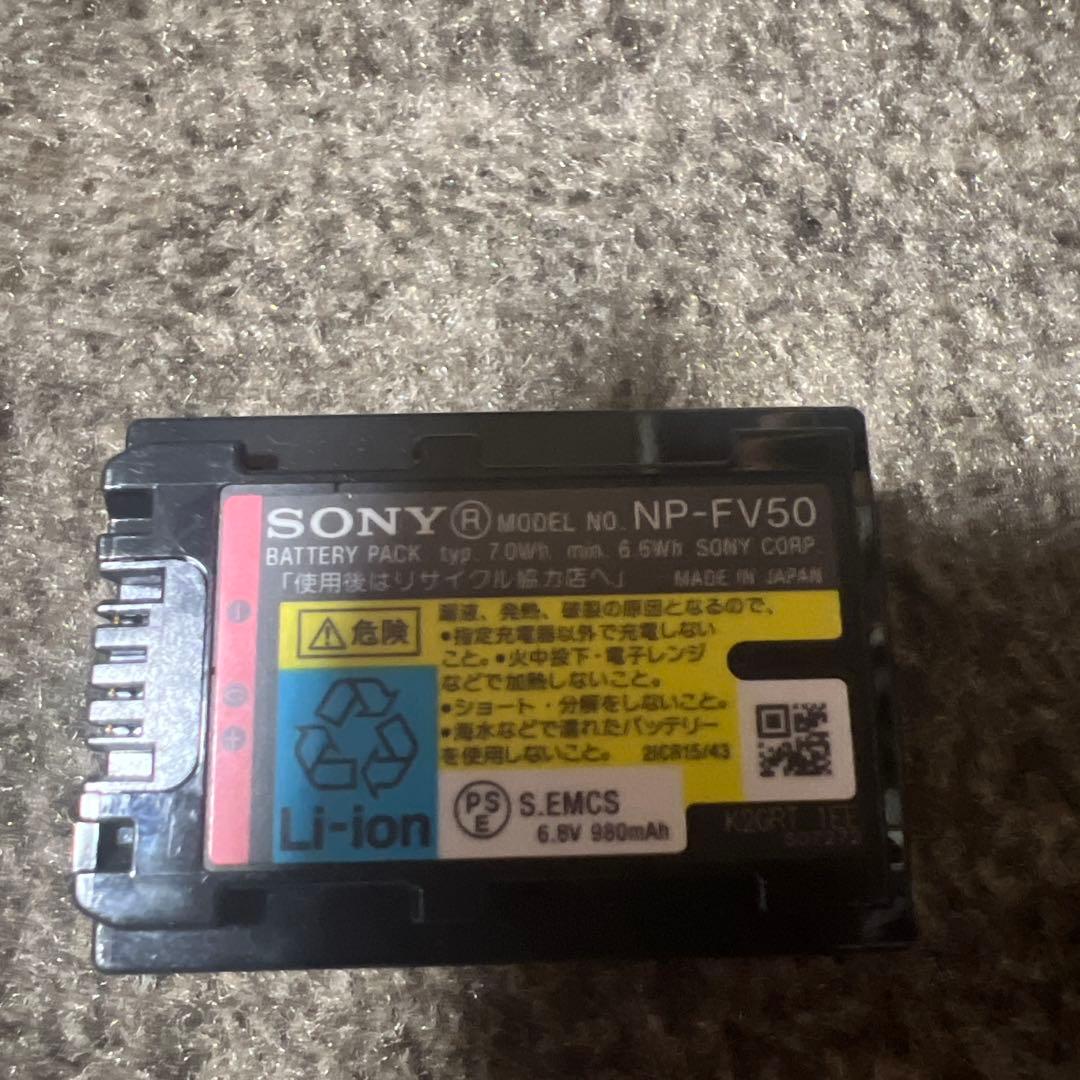 SONY Ⓡ MODEL NO. NP-FV50
BATTERY PACK typ. 7.0Wh min. 6.6Wh SONY CORP.
「使用後はリサイクル協力店へ」 MADE IN JAPAN
危険
漏液、発熱、破裂の原因となるので、
•指定充電器以外で充電しない
こと。•火中投下・電子レンジ
などで加熱しないこと。
•ショート・分解をしないこと。
•海水などで濡れたバッテリー
を使用しないこと。 2ICR15/43
Li-ion
PSE S.EMCS
6.8V 980mAh